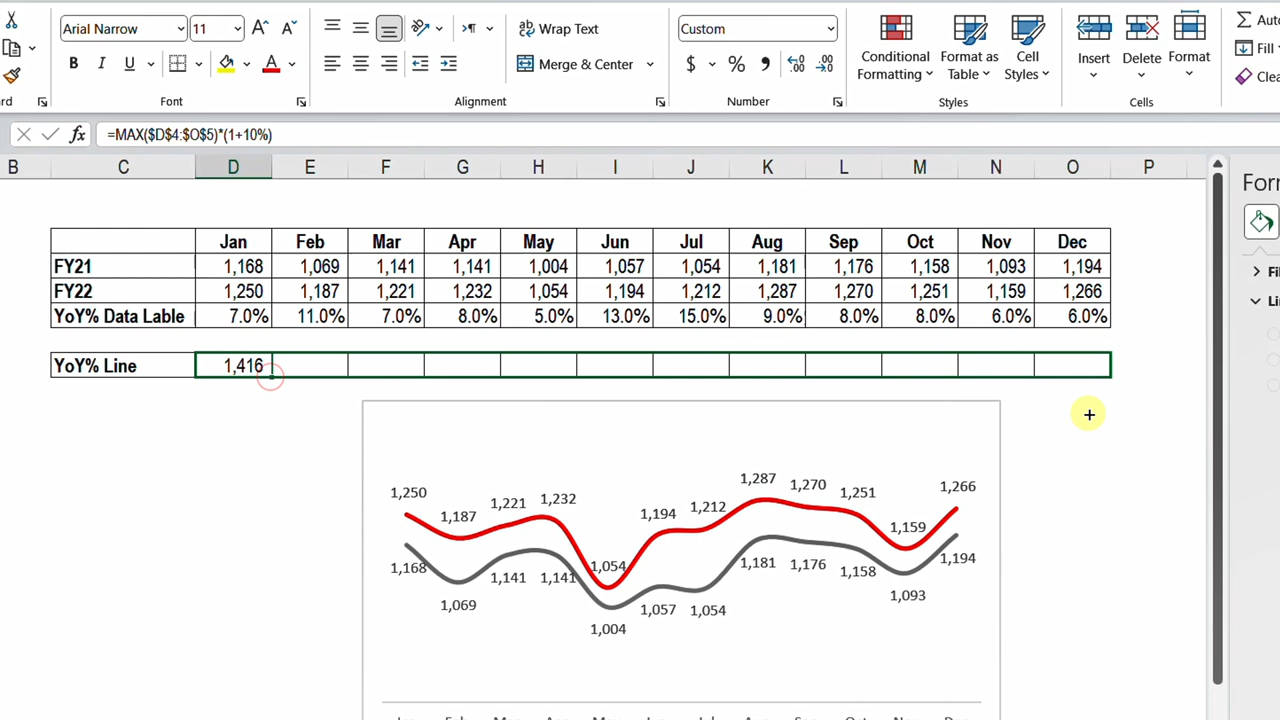 Arial Narrow 11 Wrap Text Custom Conditional Format as Cell Insert Delete Format
B I U Merge & Center $ % Formatting Table Styles Fill
Font Alignment Number Styles Cells
=MAX($D$4:$O$5)*(1+10%)
B C D E F G H I J K L M N O P
Jan Feb Mar Apr May Jun Jul Aug Sep Oct Nov Dec
FY21 1,168 1,069 1,141 1,141 1,004 1,057 1,054 1,181 1,176 1,158 1,093 1,194
FY22 1,250 1,187 1,221 1,232 1,054 1,194 1,212 1,287 1,270 1,251 1,159 1,266
YoY% Data Lable 7.0% 11.0% 7.0% 8.0% 5.0% 13.0% 15.0% 9.0% 8.0% 8.0% 6.0% 6.0%
YoY% Line 1,416
1,250 1,187 1,221 1,232 1,054 1,194 1,212 1,287 1,270 1,251 1,159 1,266
1,168 1,069 1,141 1,141 1,004 1,057 1,054 1,181 1,176 1,158 1,093 1,194